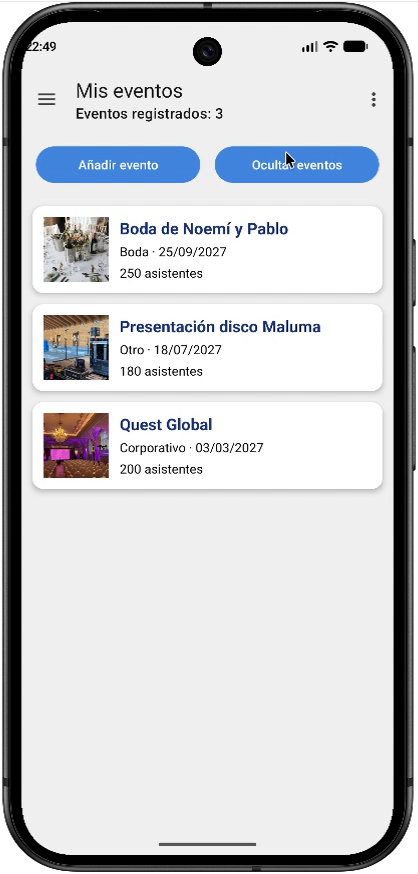 22:49
Mis eventos
Eventos registrados: 3
Añadir evento
Ocultar eventos
Boda de Noemí y Pablo
Boda · 25/09/2027
250 asistentes
Presentación disco Maluma
Otro · 18/07/2027
180 asistentes
Quest Global
Corporativo · 03/03/2027
200 asistentes